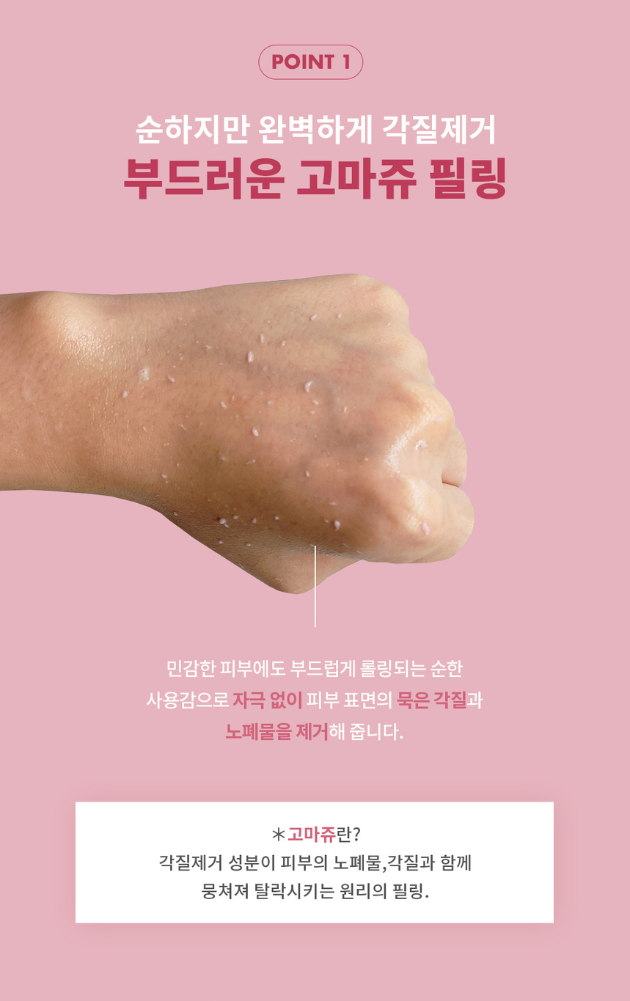 POINT 1
순하지만 완벽하게 각질제거
부드러운 고마쥬 필링
민감한 피부에도 부드럽게 롤링되는 순한
사용감으로 자극 없이 피부 표면의 묵은 각질과
노폐물을 제거해 줍니다.
*고마쥬란?
각질제거 성분이 피부의 노폐물,각질과 함께
뭉쳐져 탈락시키는 원리의 필링.